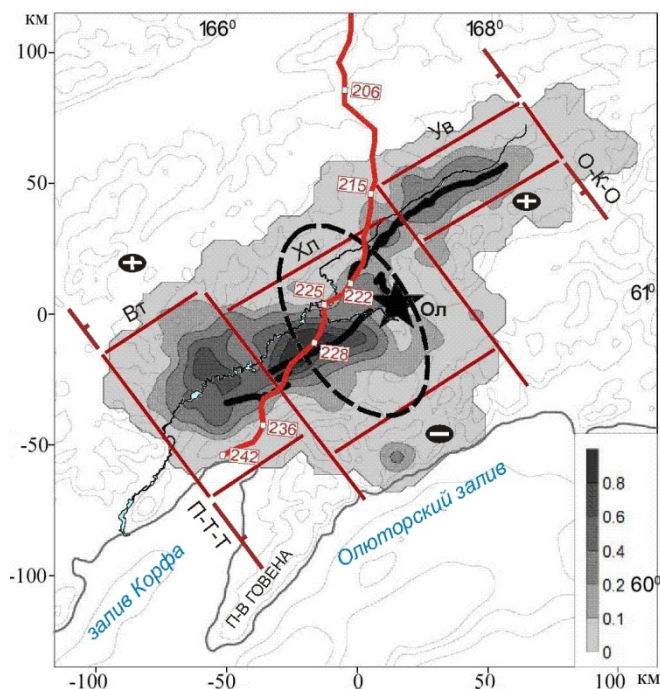 км
166⁰
168⁰
100
206
Ув
О-К-О
215
50
+
Хл
+
Вт
225
222
Ол
61⁰
0
228
-50
236
−
242
П-Т-Т
0.8
0.6
0.4
0.2
0.1
0
Олюторский залив
залив Корфа
П-В ГОВЕНА
60⁰
-100
-100
-50
0
50
км